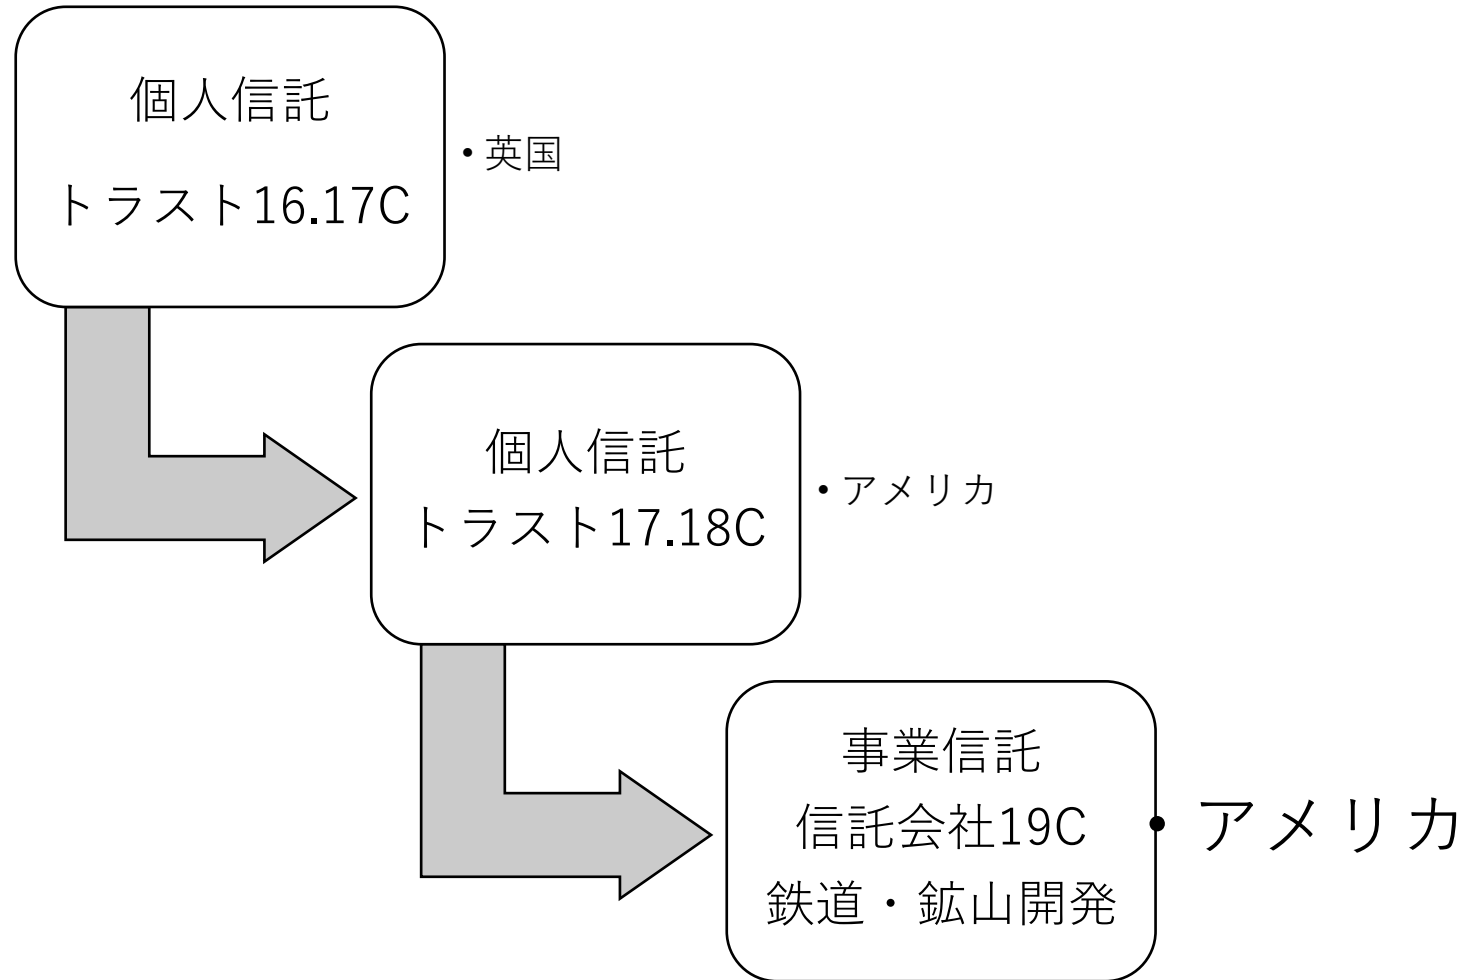 個人信託
トラスト16.17C
• 英国
個人信託
トラスト17.18C
• アメリカ
事業信託
信託会社19C
鉄道・鉱山開発
• アメリカ